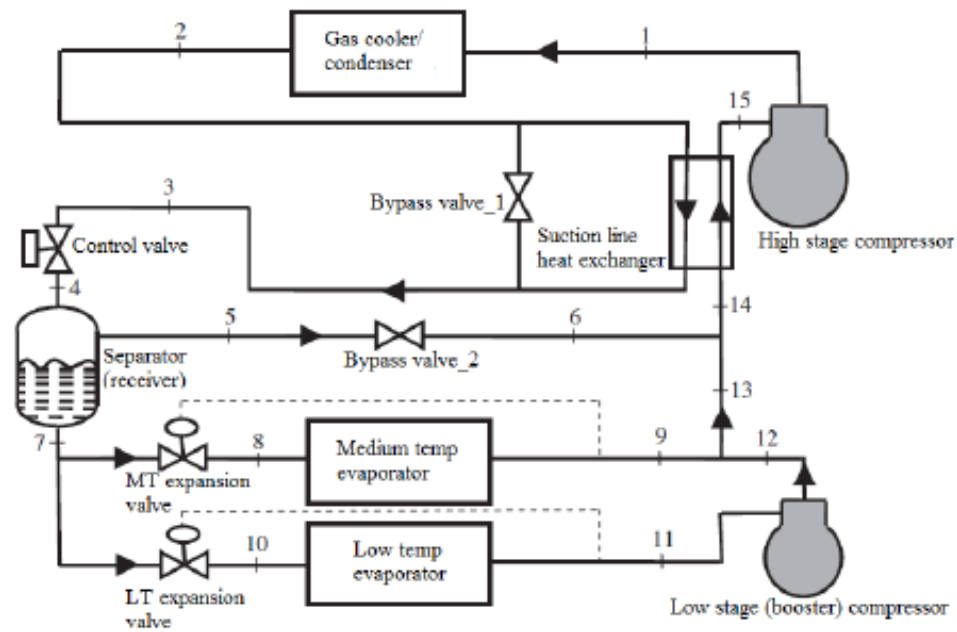 2
Gas cooler/
condenser
1
15
3
Bypass valve_1
Control valve
Suction line
heat exchanger
High stage compressor
4
14
5
6
Separator
(receiver)
Bypass valve_2
13
7
8
Medium temp
evaporator
9
12
MT expansion
valve
10
Low temp
evaporator
11
LT expansion
valve
Low stage (booster) compressor